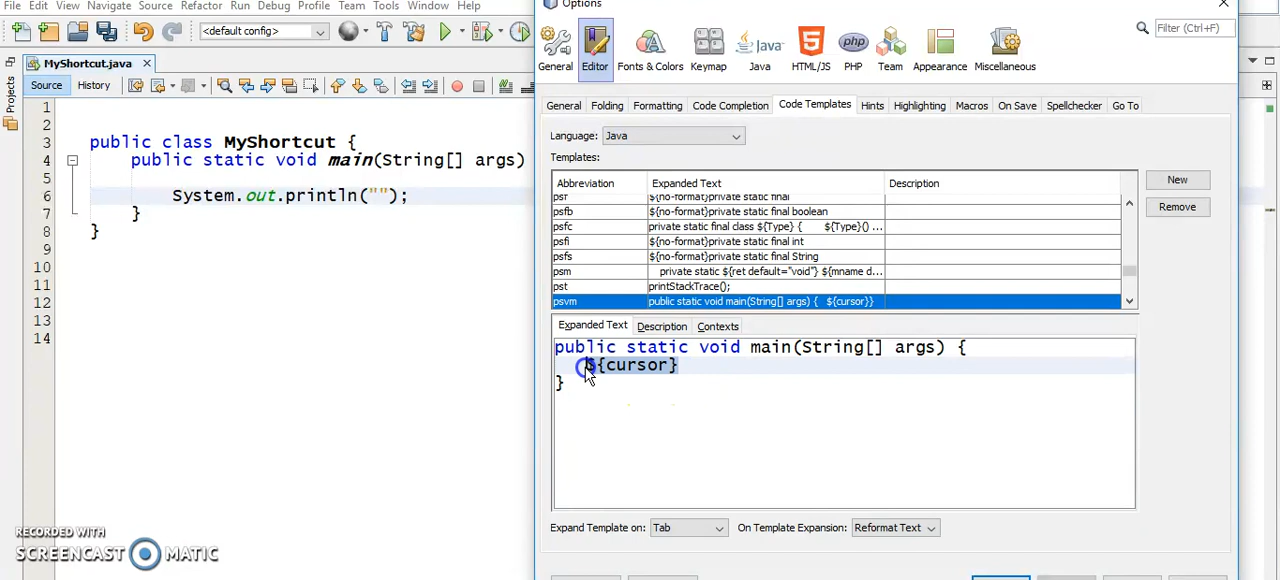 File Edit View Navigate Source Refactor Run Debug Profile Team Tools Window Help
Options
<default config>
Filter (Ctrl+F)
General Editor Fonts & Colors Keymap Java HTML/JS PHP Team Appearance Miscellaneous
Projects
MyShortcut.java
Source History
General Folding Formatting Code Completion Code Templates Hints Highlighting Macros On Save Spellchecker Go To
Language: Java
Templates:
Abbreviation Expanded Text Description
New
Remove
psf ${no-format}private static final
psfb ${no-format}private static final boolean
psfc private static final class ${Type} { ${Type}() ...
psfi ${no-format}private static final int
psfs ${no-format}private static final String
psm private static ${ret default="void"} ${mname d...
pst printStackTrace();
psvm public static void main(String[] args) { ${cursor}}
1
2
3 public class MyShortcut {
4 public static void main(String[] args)
5
6 System.out.println("");
7 }
8 }
9
10
11
12
13
14
Expanded Text Description Contexts
public static void main(String[] args) {
${cursor}
}
Expand Template on: Tab On Template Expansion: Reformat Text
RECORDED WITH
SCREENCAST MATIC